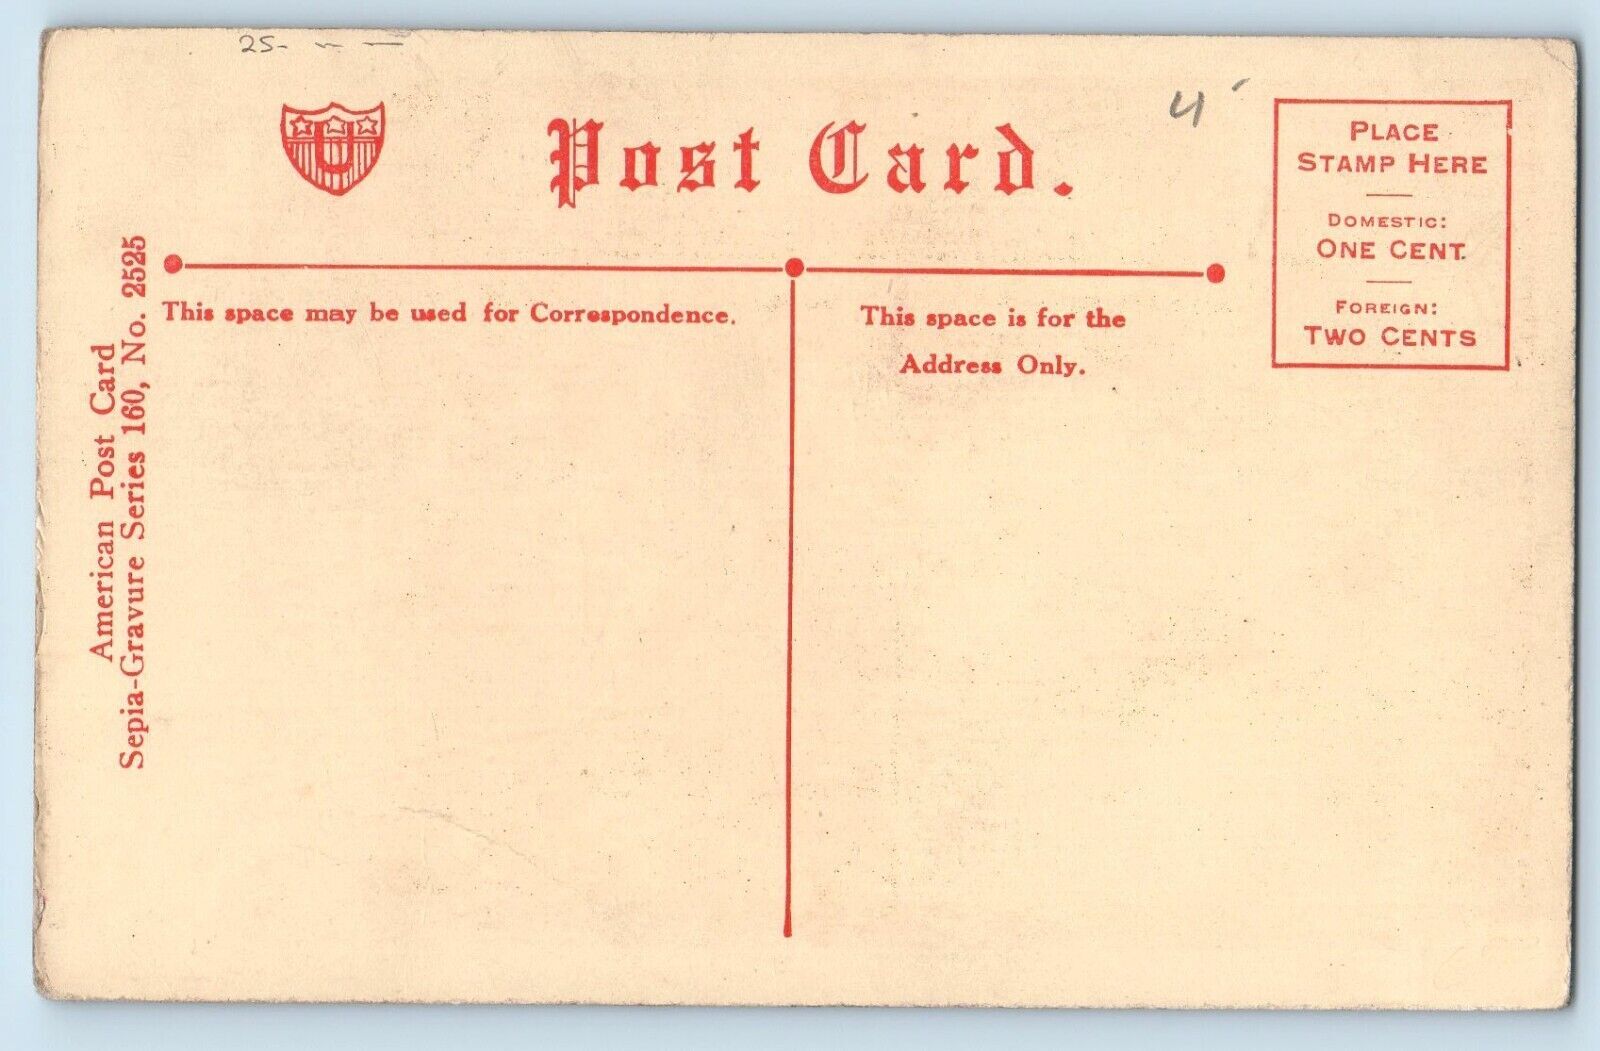 25-
4
U
Post Card.
PLACE
STAMP HERE
DOMESTIC:
ONE CENT.
FOREIGN:
TWO CENTS
This space may be used for Correspondence.
This space is for the
Address Only.
American Post Card
Sepia-Gravure Series 160, No. 2525